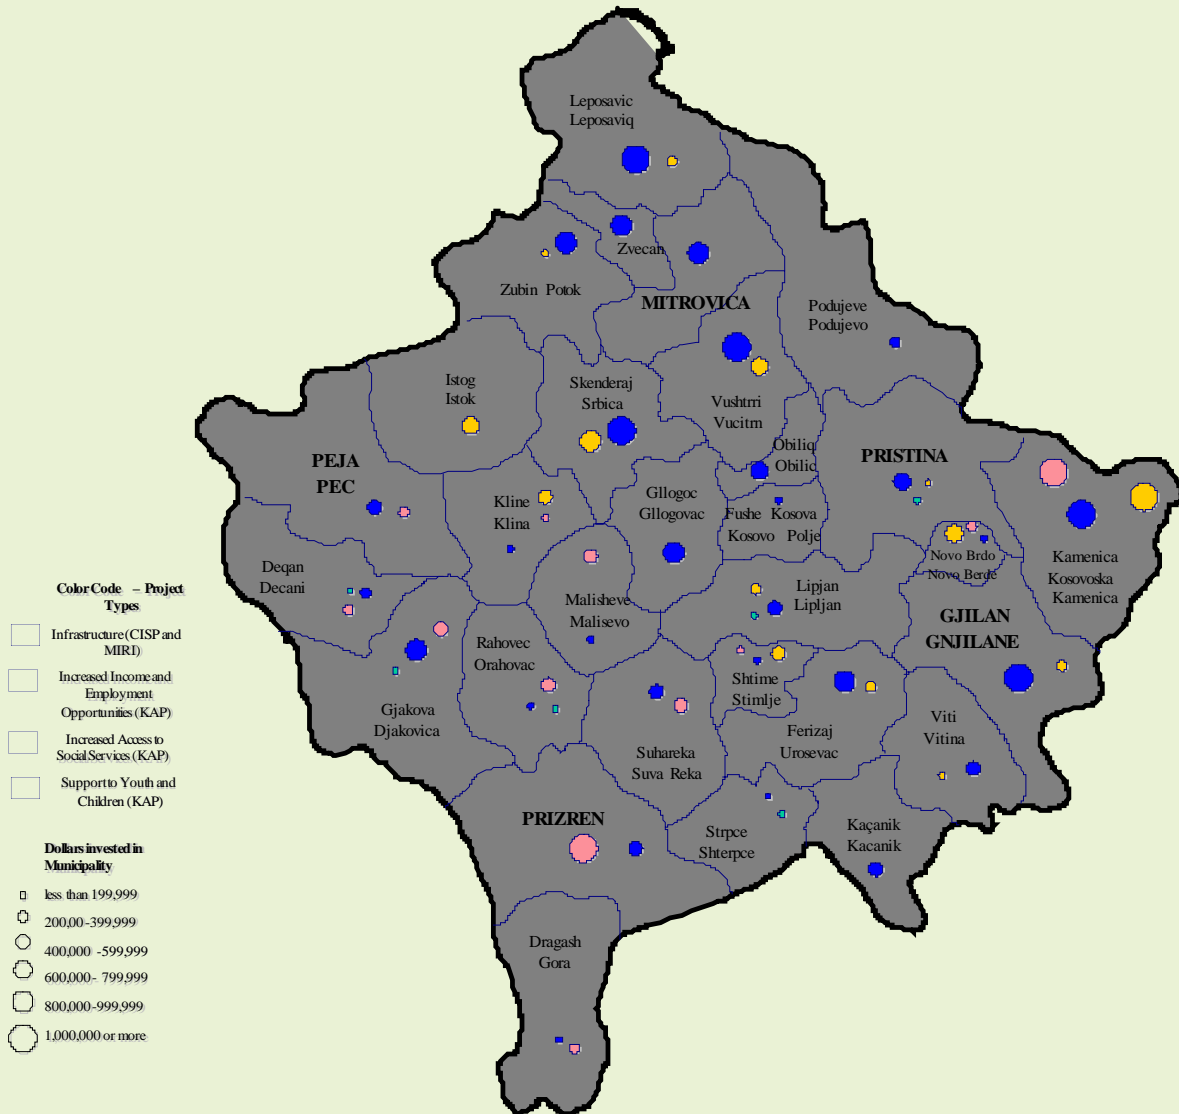 Leposavic
Leposaviq
Zvecan
Zubin Potok
MITROVICA
Podujeve
Podujevo
Istog
Istok
Skenderaj
Srbica
Vushtrri
Vucitrn
Obiliq
Obilic
PRISTINA
PEJA
PEC
Kline
Klina
Gllogoc
Gllogovac
Fushe Kosova
Kosovo Polje
Novo Brdo
Novo Berde
Kamenica
Kosovoska
Kamenica
Deqan
Decani
Malisheve
Malisevo
Lipjan
Lipljan
GJILAN
GNJILANE
Rahovec
Orahovac
Shtime
Stimlje
Gjakova
Djakovica
Viti
Vitina
Ferizaj
Urosevac
Suhareka
Suva Reka
PRIZREN
Strpce
Shterpce
Kaçanik
Kacanik
Dragash
Gora
Color Code – Project
Types
Infrastructure (CISP and
MIRI)
Increased Income and
Employment
Opportunities (KAP)
Increased Access to
Social Services (KAP)
Support to Youth and
Children (KAP)
Dollars invested in
Municipality
less than 199,999
200,00-399,999
400,000 -599,999
600,000- 799,999
800,000-999,999
1,000,000 or more